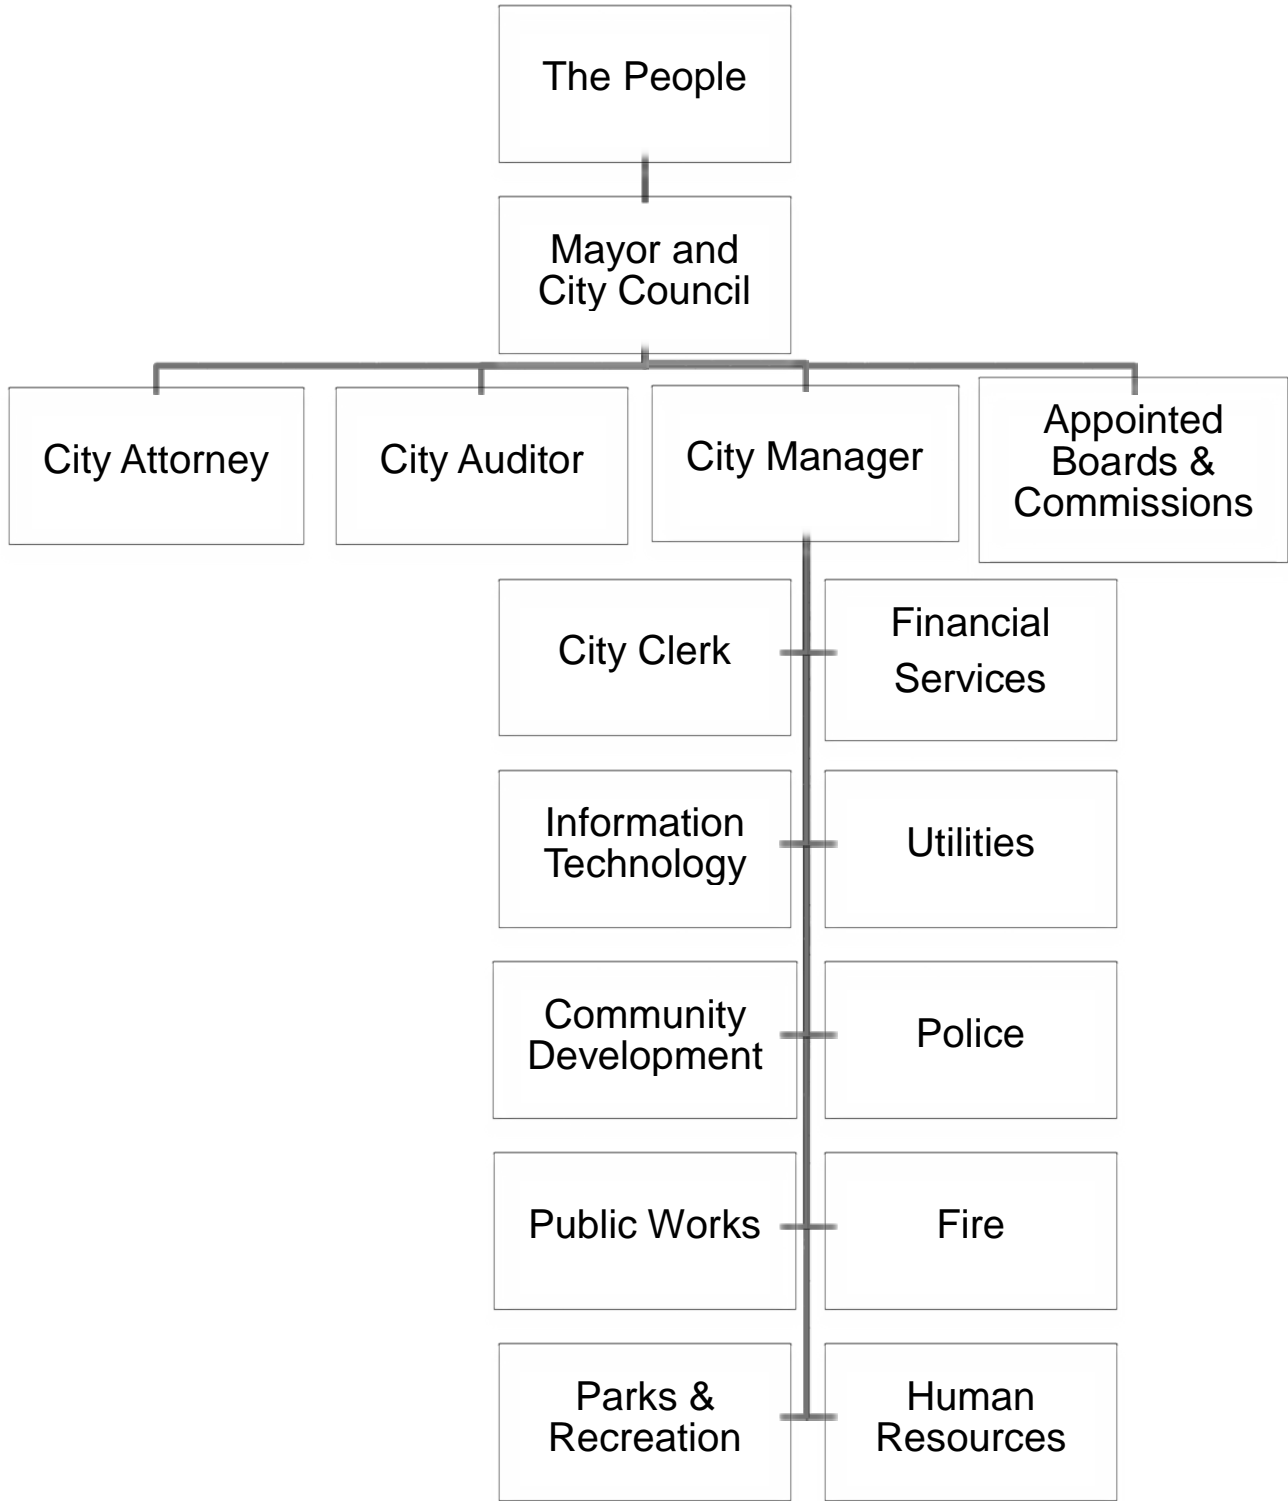 The People
Mayor and
City Council
City Attorney
City Auditor
City Manager
Appointed
Boards &
Commissions
City Clerk
Financial
Services
Information
Technology
Utilities
Community
Development
Police
Public Works
Fire
Parks &
Recreation
Human
Resources